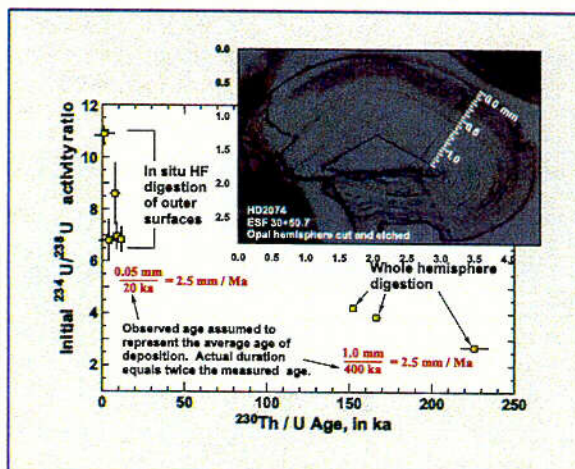 0.0
0.5
1.0
1.5
2.0
2.5
0.0 mm
0.5
1.0
HD2074
ESF 30+50.7
Opal hemisphere cut and etched
0.0 0.5 1.0 1.5 2.0 2.5 3.0 3.5 4.0
12
10
8
6
4
2
Initial ²³⁴U/²³⁸U activity ratio
In situ HF
digestion
of outer
surfaces
0.05 mm
20 ka
= 2.5 mm / Ma
Whole hemisphere
digestion
Observed age assumed to
represent the average age of
deposition. Actual duration
equals twice the measured age.
1.0 mm
400 ka
= 2.5 mm / Ma
0 50 100 150 200 250
²³⁰Th / U Age, in ka